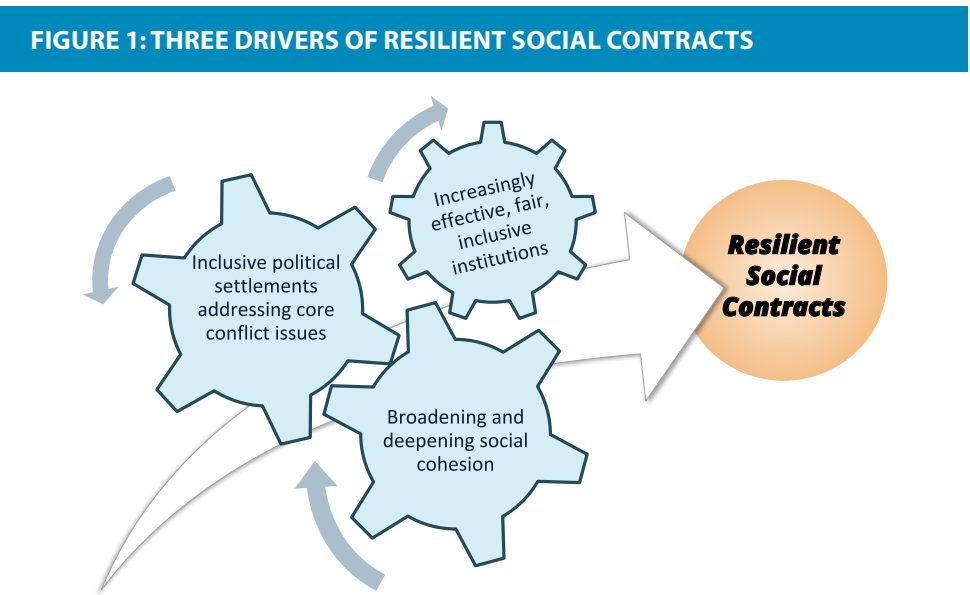 FIGURE 1: THREE DRIVERS OF RESILIENT SOCIAL CONTRACTS
Inclusive political
settlements
addressing core
conflict issues
Increasingly
effective, fair,
inclusive
institutions
Broadening and
deepening social
cohesion
Resilient
Social
Contracts